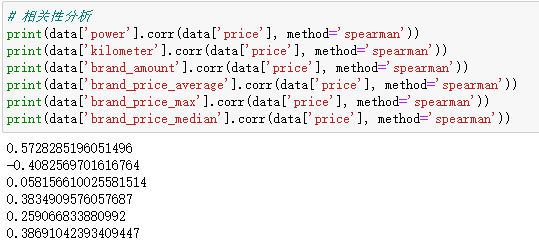 # 相关性分析
print(data['power'].corr(data['price'], method='spearman'))
print(data['kilometer'].corr(data['price'], method='spearman'))
print(data['brand_amount'].corr(data['price'], method='spearman'))
print(data['brand_price_average'].corr(data['price'], method='spearman'))
print(data['brand_price_max'].corr(data['price'], method='spearman'))
print(data['brand_price_median'].corr(data['price'], method='spearman'))
0.5728285196051496
-0.4082569701616764
0.058156610025581514
0.3834909576057687
0.259066833880992
0.38691042393409447